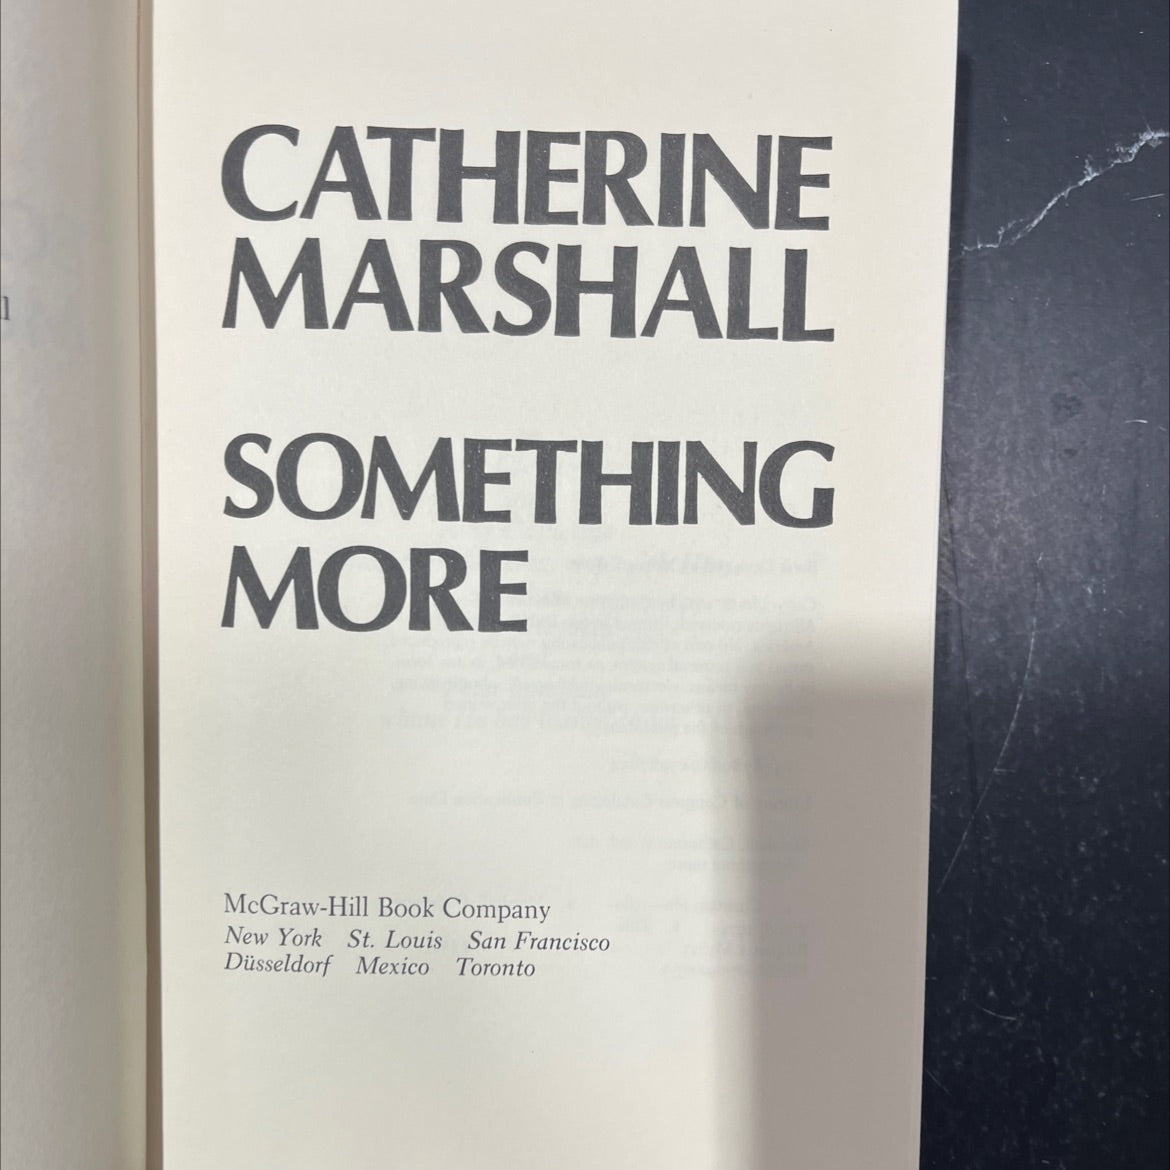 CATHERINE
MARSHALL
SOMETHING
MORE
McGraw-Hill Book Company
New York St. Louis San Francisco
Düsseldorf Mexico Toronto